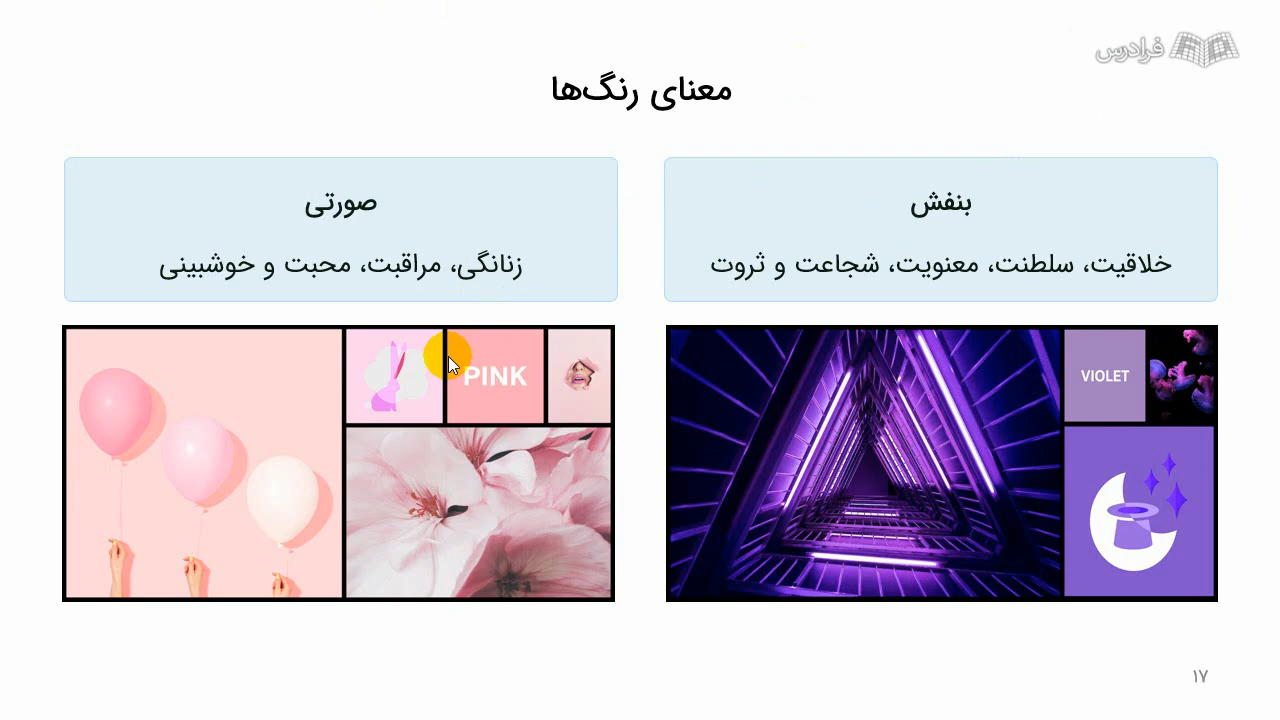 فرادرس
معنای رنگ‌ها
بنفش
خلاقیت، سلطنت، معنویت، شجاعت و ثروت
صورتی
زنانگی، مراقبت، محبت و خوشبینی
VIOLET
PINK
۱۷